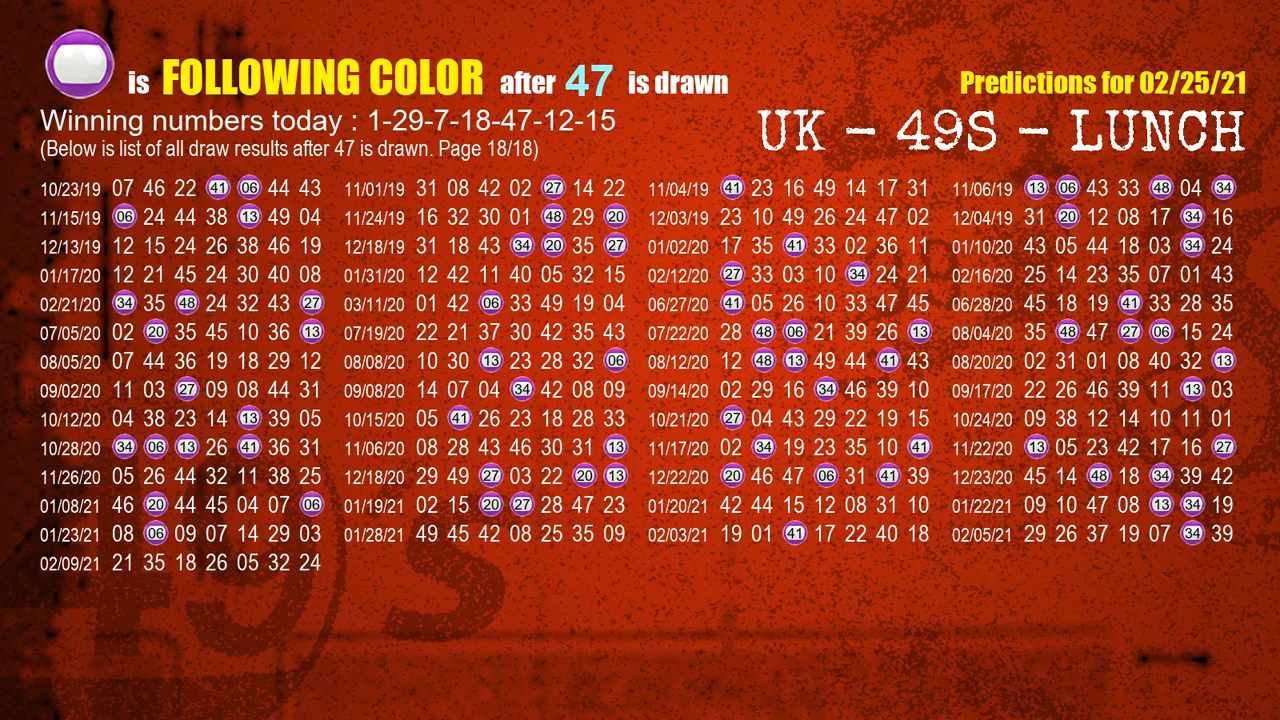 is FOLLOWING COLOR after 47 is drawn Predictions for 02/25/21
Winning numbers today : 1-29-7-18-47-12-15 UK - 49S - LUNCH
(Below is list of all draw results after 47 is drawn. Page 18/18)
10/23/19 07 46 22 41 06 44 43 11/01/19 31 08 42 02 27 14 22 11/04/19 41 23 16 49 14 17 31 11/06/19 13 06 43 33 48 04 34
11/15/19 06 24 44 38 13 49 04 11/24/19 16 32 30 01 48 29 20 12/03/19 23 10 49 26 24 47 02 12/04/19 31 20 12 08 17 34 16
12/13/19 12 15 24 26 38 46 19 12/18/19 31 18 43 34 20 35 27 01/02/20 17 35 41 33 02 36 11 01/10/20 43 05 44 18 03 34 24
01/17/20 12 21 45 24 30 40 08 01/31/20 12 42 11 40 05 32 15 02/12/20 27 33 03 10 34 24 21 02/16/20 25 14 23 35 07 01 43
02/21/20 34 35 48 24 32 43 27 03/11/20 01 42 06 33 49 19 04 06/27/20 41 05 26 10 33 47 45 06/28/20 45 18 19 41 33 28 35
07/05/20 02 20 35 45 10 36 13 07/19/20 22 21 37 30 42 35 43 07/22/20 28 48 06 21 39 26 13 08/04/20 35 48 47 27 06 15 24
08/05/20 07 44 36 19 18 29 12 08/08/20 10 30 13 23 28 32 06 08/12/20 12 48 13 49 44 41 43 08/20/20 02 31 01 08 40 32 13
09/02/20 11 03 27 09 08 44 31 09/08/20 14 07 04 34 42 08 09 09/14/20 02 29 16 34 46 39 10 09/17/20 22 26 46 39 11 13 03
10/12/20 04 38 23 14 13 39 05 10/15/20 05 41 26 23 18 28 33 10/21/20 27 04 43 29 22 19 15 10/24/20 09 38 12 14 10 11 01
10/28/20 34 06 13 26 41 36 31 11/06/20 08 28 43 46 30 31 13 11/17/20 02 34 19 23 35 10 41 11/22/20 13 05 23 42 17 16 27
11/26/20 05 26 44 32 11 38 25 12/18/20 29 49 27 03 22 20 13 12/22/20 20 46 47 06 31 41 39 12/23/20 45 14 48 18 34 39 42
01/08/21 46 20 44 45 04 07 06 01/19/21 02 15 20 27 28 47 23 01/20/21 42 44 15 12 08 31 10 01/22/21 09 10 47 08 13 34 19
01/23/21 08 06 09 07 14 29 03 01/28/21 49 45 42 08 25 35 09 02/03/21 19 01 41 17 22 40 18 02/05/21 29 26 37 19 07 34 39
02/09/21 21 35 18 26 05 32 24
49's